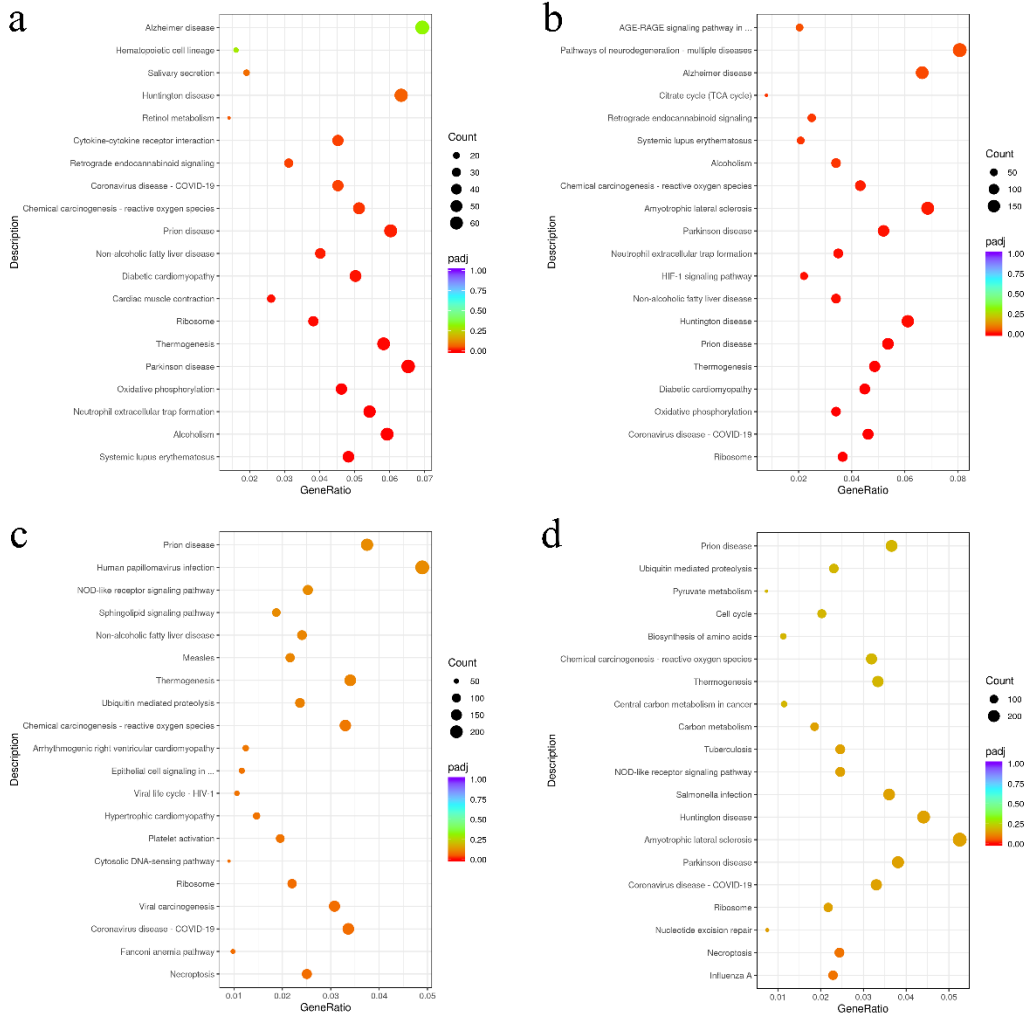 a
Alzheimer disease
Hematopoietic cell lineage
Salivary secretion
Huntington disease
Retinol metabolism
Cytokine-cytokine receptor interaction
Retrograde endocannabinoid signaling
Coronavirus disease - COVID-19
Chemical carcinogenesis - reactive oxygen species
Prion disease
Non-alcoholic fatty liver disease
Diabetic cardiomyopathy
Cardiac muscle contraction
Ribosome
Thermogenesis
Parkinson disease
Oxidative phosphorylation
Neutrophil extracellular trap formation
Alcoholism
Systemic lupus erythematosus
Description
0.02 0.03 0.04 0.05 0.06 0.07
GeneRatio
Count
20
30
40
50
60
padj
1.00
0.75
0.50
0.25
0.00
b
AGE-RAGE signaling pathway in ...
Pathways of neurodegeneration - multiple diseases
Alzheimer disease
Citrate cycle (TCA cycle)
Retrograde endocannabinoid signaling
Systemic lupus erythematosus
Alcoholism
Chemical carcinogenesis - reactive oxygen species
Amyotrophic lateral sclerosis
Parkinson disease
Neutrophil extracellular trap formation
HIF-1 signaling pathway
Non-alcoholic fatty liver disease
Huntington disease
Prion disease
Thermogenesis
Diabetic cardiomyopathy
Oxidative phosphorylation
Coronavirus disease - COVID-19
Ribosome
Description
0.02 0.04 0.06 0.08
GeneRatio
Count
50
100
150
padj
1.00
0.75
0.50
0.25
0.00
c
Prion disease
Human papillomavirus infection
NOD-like receptor signaling pathway
Sphingolipid signaling pathway
Non-alcoholic fatty liver disease
Measles
Thermogenesis
Ubiquitin mediated proteolysis
Chemical carcinogenesis - reactive oxygen species
Arrhythmogenic right ventricular cardiomyopathy
Epithelial cell signaling in ...
Viral life cycle - HIV-1
Hypertrophic cardiomyopathy
Platelet activation
Cytosolic DNA-sensing pathway
Ribosome
Viral carcinogenesis
Coronavirus disease - COVID-19
Fanconi anemia pathway
Necroptosis
Description
0.01 0.02 0.03 0.04 0.05
GeneRatio
Count
50
100
150
200
padj
1.00
0.75
0.50
0.25
0.00
d
Prion disease
Ubiquitin mediated proteolysis
Pyruvate metabolism
Cell cycle
Biosynthesis of amino acids
Chemical carcinogenesis - reactive oxygen species
Thermogenesis
Central carbon metabolism in cancer
Carbon metabolism
Tuberculosis
NOD-like receptor signaling pathway
Salmonella infection
Huntington disease
Amyotrophic lateral sclerosis
Parkinson disease
Coronavirus disease - COVID-19
Ribosome
Nucleotide excision repair
Necroptosis
Influenza A
Description
0.01 0.02 0.03 0.04 0.05
GeneRatio
Count
100
200
padj
1.00
0.75
0.50
0.25
0.00